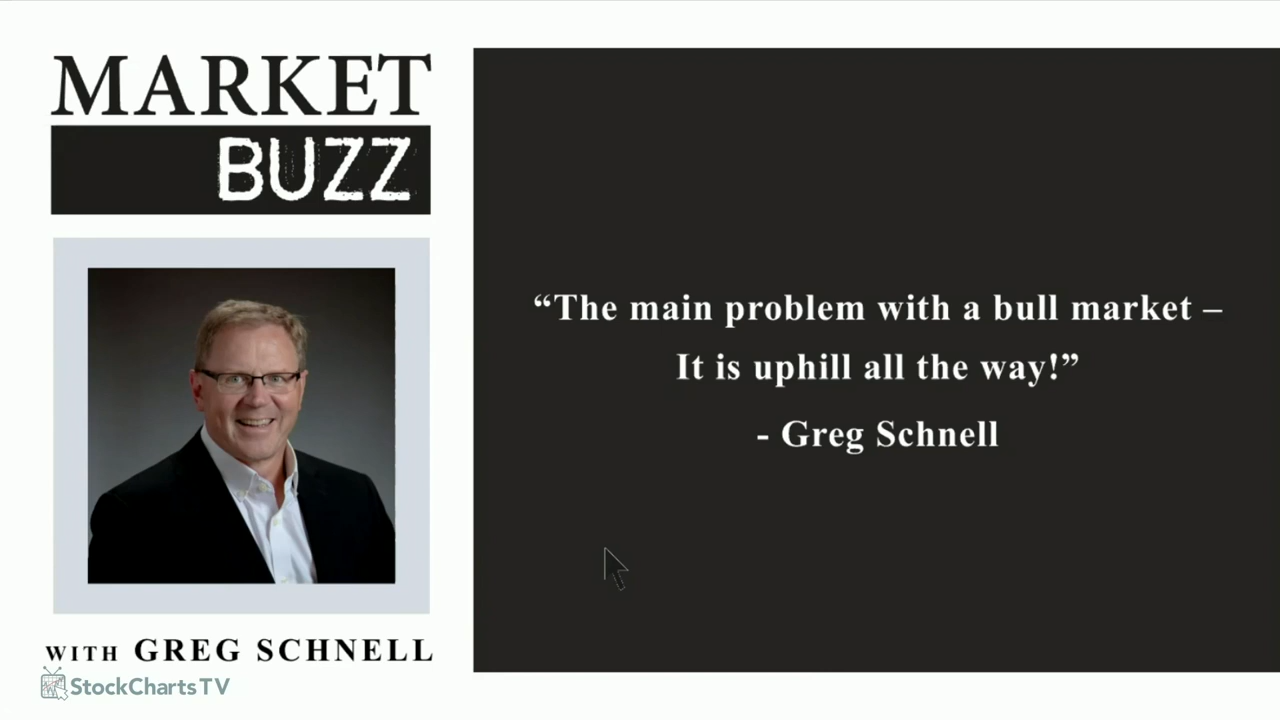 MARKET
BUZZ
WITH GREG SCHNELL
StockChartsTV
“The main problem with a bull market –
It is uphill all the way!”
- Greg Schnell